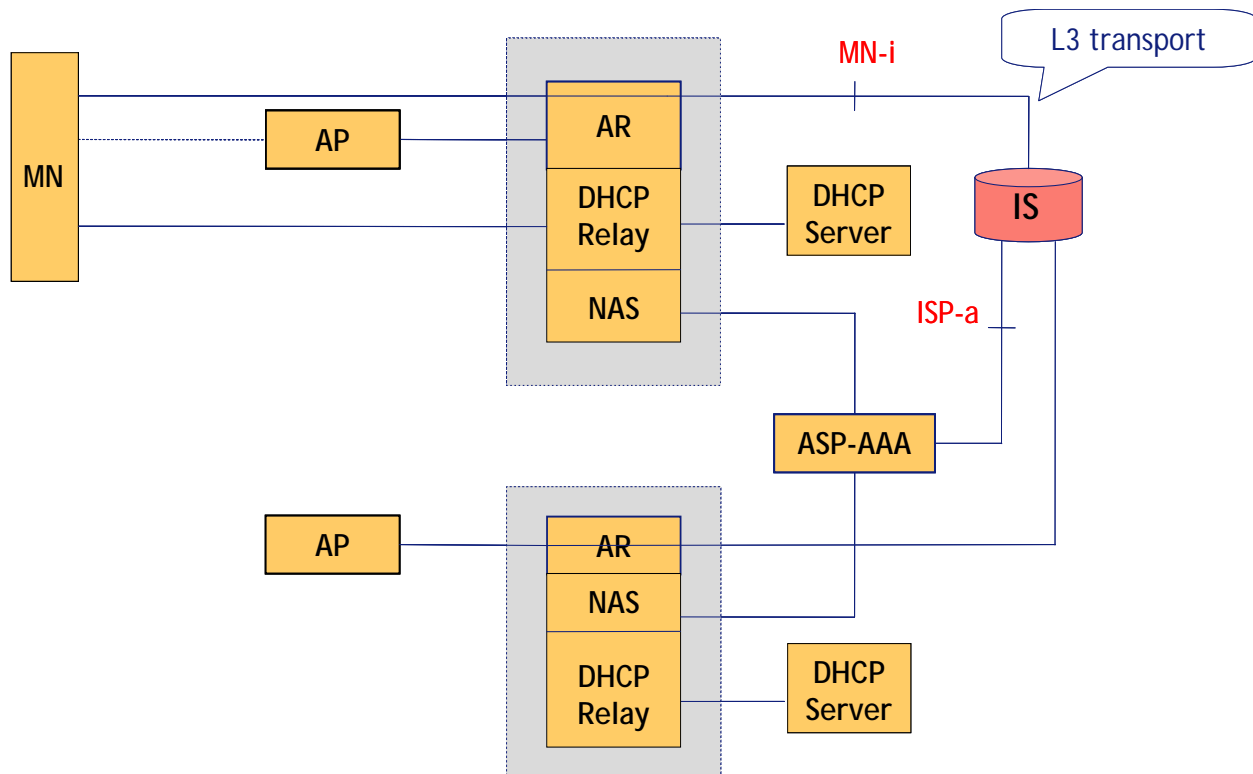 L3 transport
MN-i
MN
AP
AR
DHCP
Relay
NAS
DHCP
Server
IS
ISP-a
ASP-AAA
AP
AR
NAS
DHCP
Relay
DHCP
Server